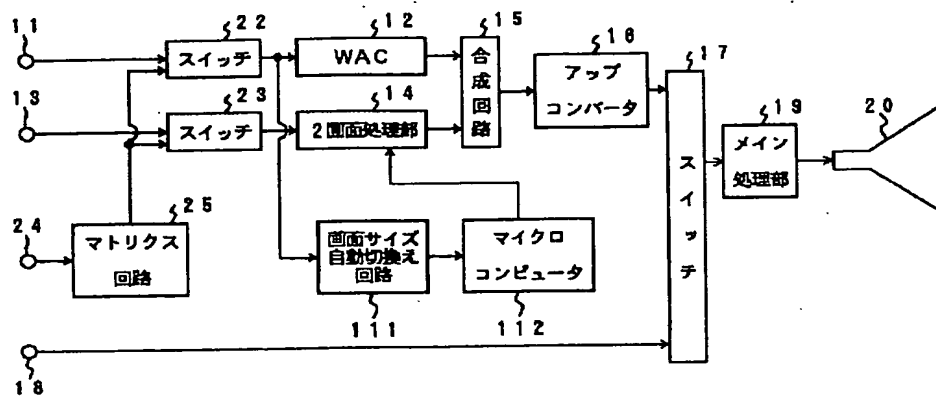 11
22
スイッチ
12
WAC
15
合成回路
16
アップ
コンバータ
17
スイッチ
13
23
スイッチ
14
2画面処理部
19
メイン
処理部
20
24
25
マトリクス
回路
画面サイズ
自動切換え
回路
111
マイクロ
コンピュータ
112
18